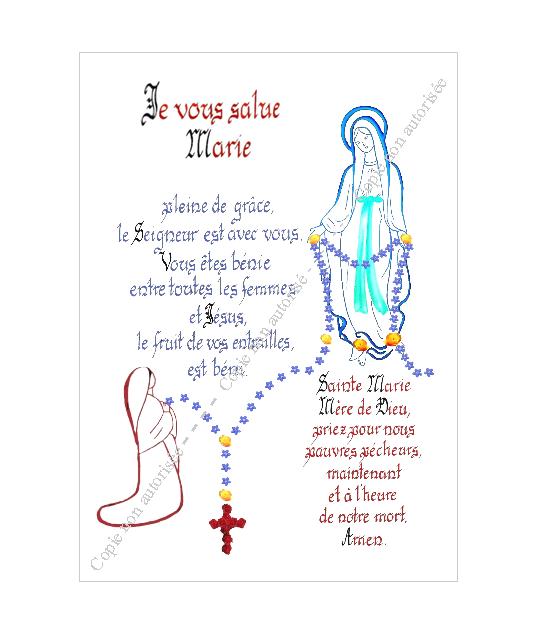 Je vous salue
Marie
pleine de grâce,
le Seigneur est avec vous,
Vous êtes bénie
entre toutes les femmes
et Jésus,
le fruit de vos entrailles,
est béni.
Sainte Marie
Mère de Dieu,
priez pour nous
pauvres pécheurs,
maintenant
et à l'heure
de notre mort,
Amen.
Copie non autorisée - - - Copie non autorisée - - - Copie non autorisée